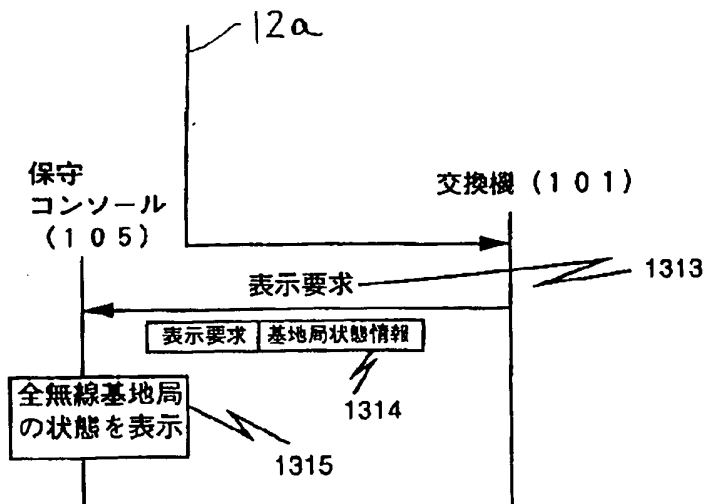 12a
保守
コンソール
(105)
交換機(101)
表示要求
1313
表示要求 基地局状態情報
1314
全無線基地局
の状態を表示
1315